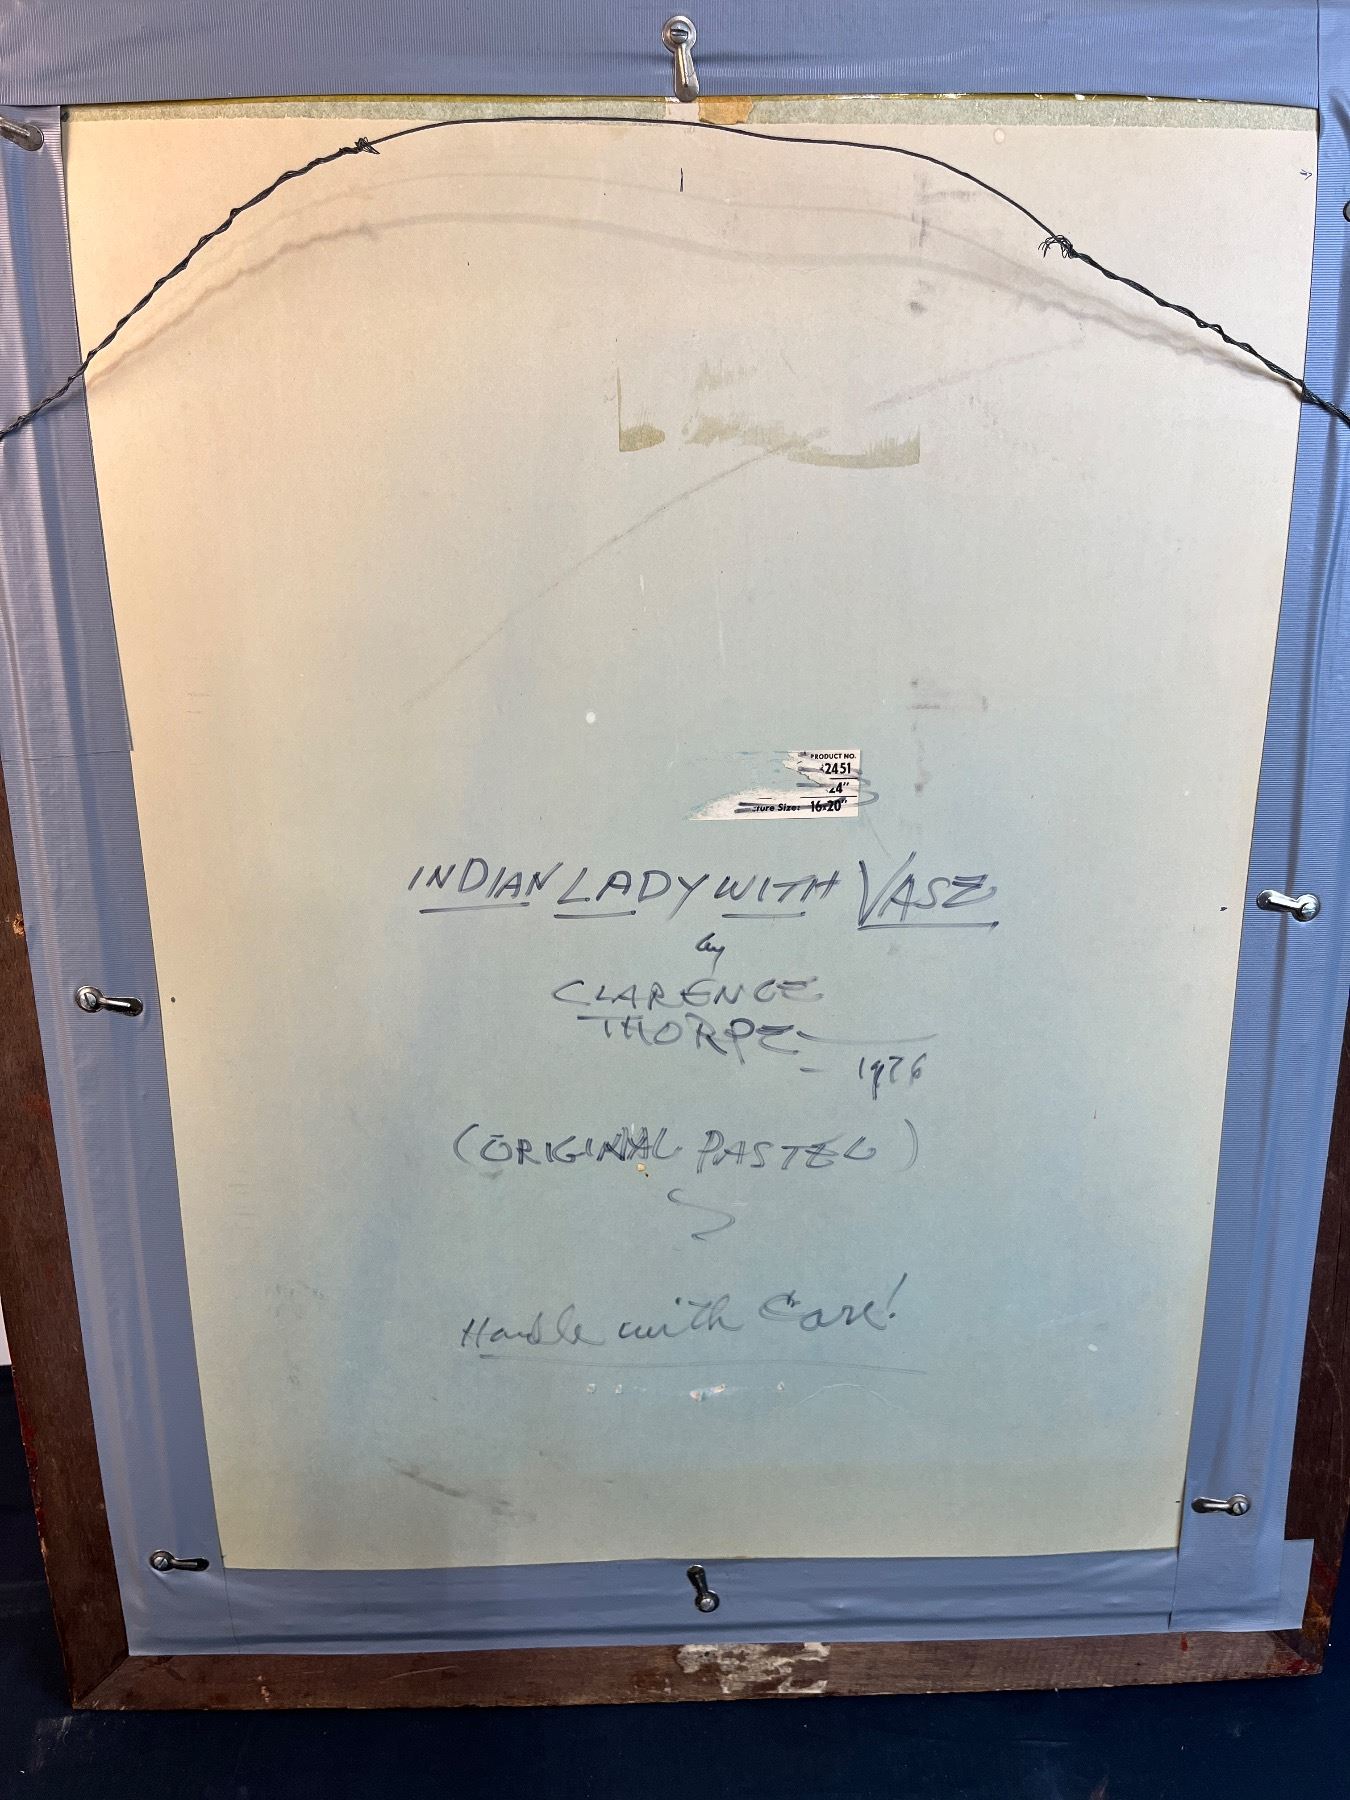 PRODUCT NO.
2451
24"
ture Size: 16x20"
INDIAN LADY WITH VASE
by
CLARENCE
THORPE
1976
(ORIGINAL PASTEL)
Handle with Care!